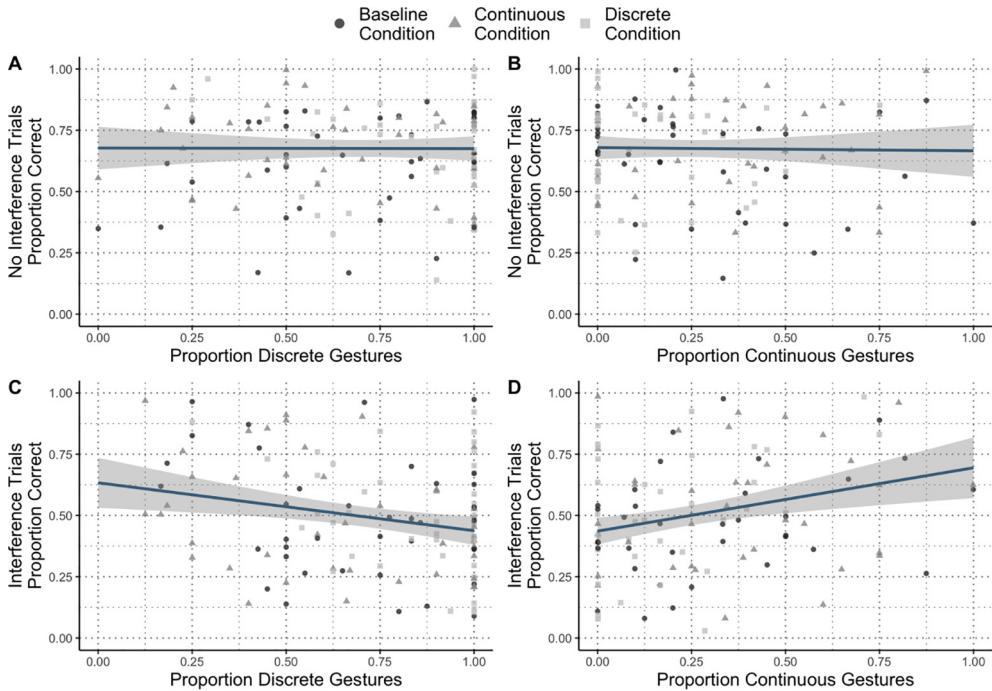 Baseline Condition
Continuous Condition
Discrete Condition
A
No Interference Trials
Proportion Correct
1.00
0.75
0.50
0.25
0.00
0.00 0.25 0.50 0.75 1.00
Proportion Discrete Gestures
B
No Interference Trials
Proportion Correct
1.00
0.75
0.50
0.25
0.00
0.00 0.25 0.50 0.75 1.00
Proportion Continuous Gestures
C
Interference Trials
Proportion Correct
1.00
0.75
0.50
0.25
0.00
0.00 0.25 0.50 0.75 1.00
Proportion Discrete Gestures
D
Interference Trials
Proportion Correct
1.00
0.75
0.50
0.25
0.00
0.00 0.25 0.50 0.75 1.00
Proportion Continuous Gestures